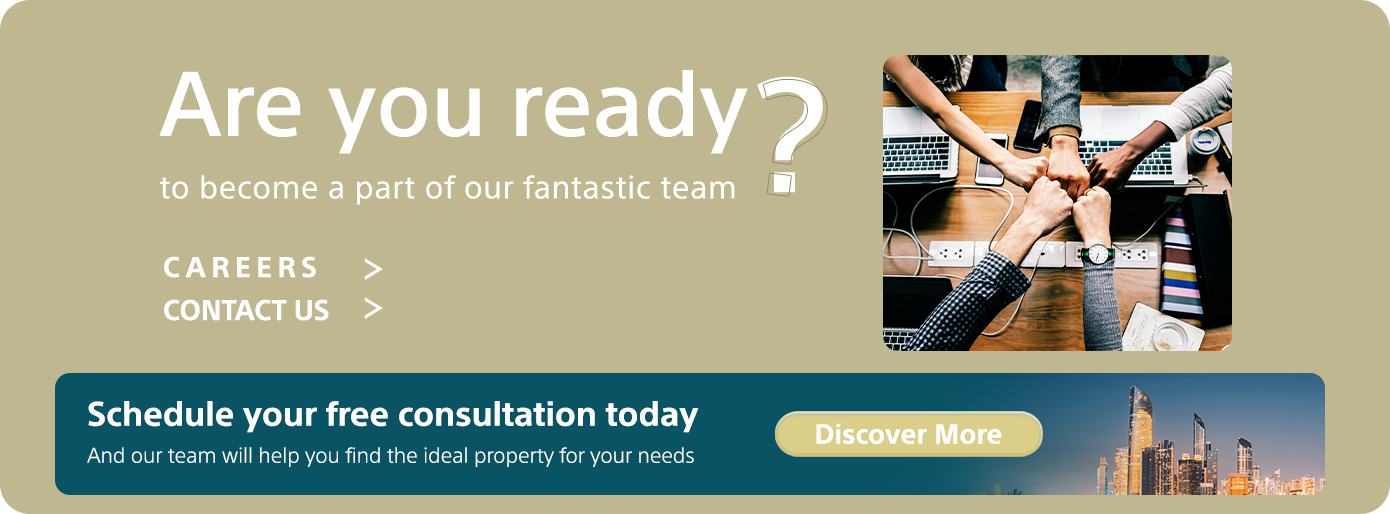 Are you ready?
to become a part of our fantastic team
CAREERS >
CONTACT US >
Schedule your free consultation today
And our team will help you find the ideal property for your needs
Discover More